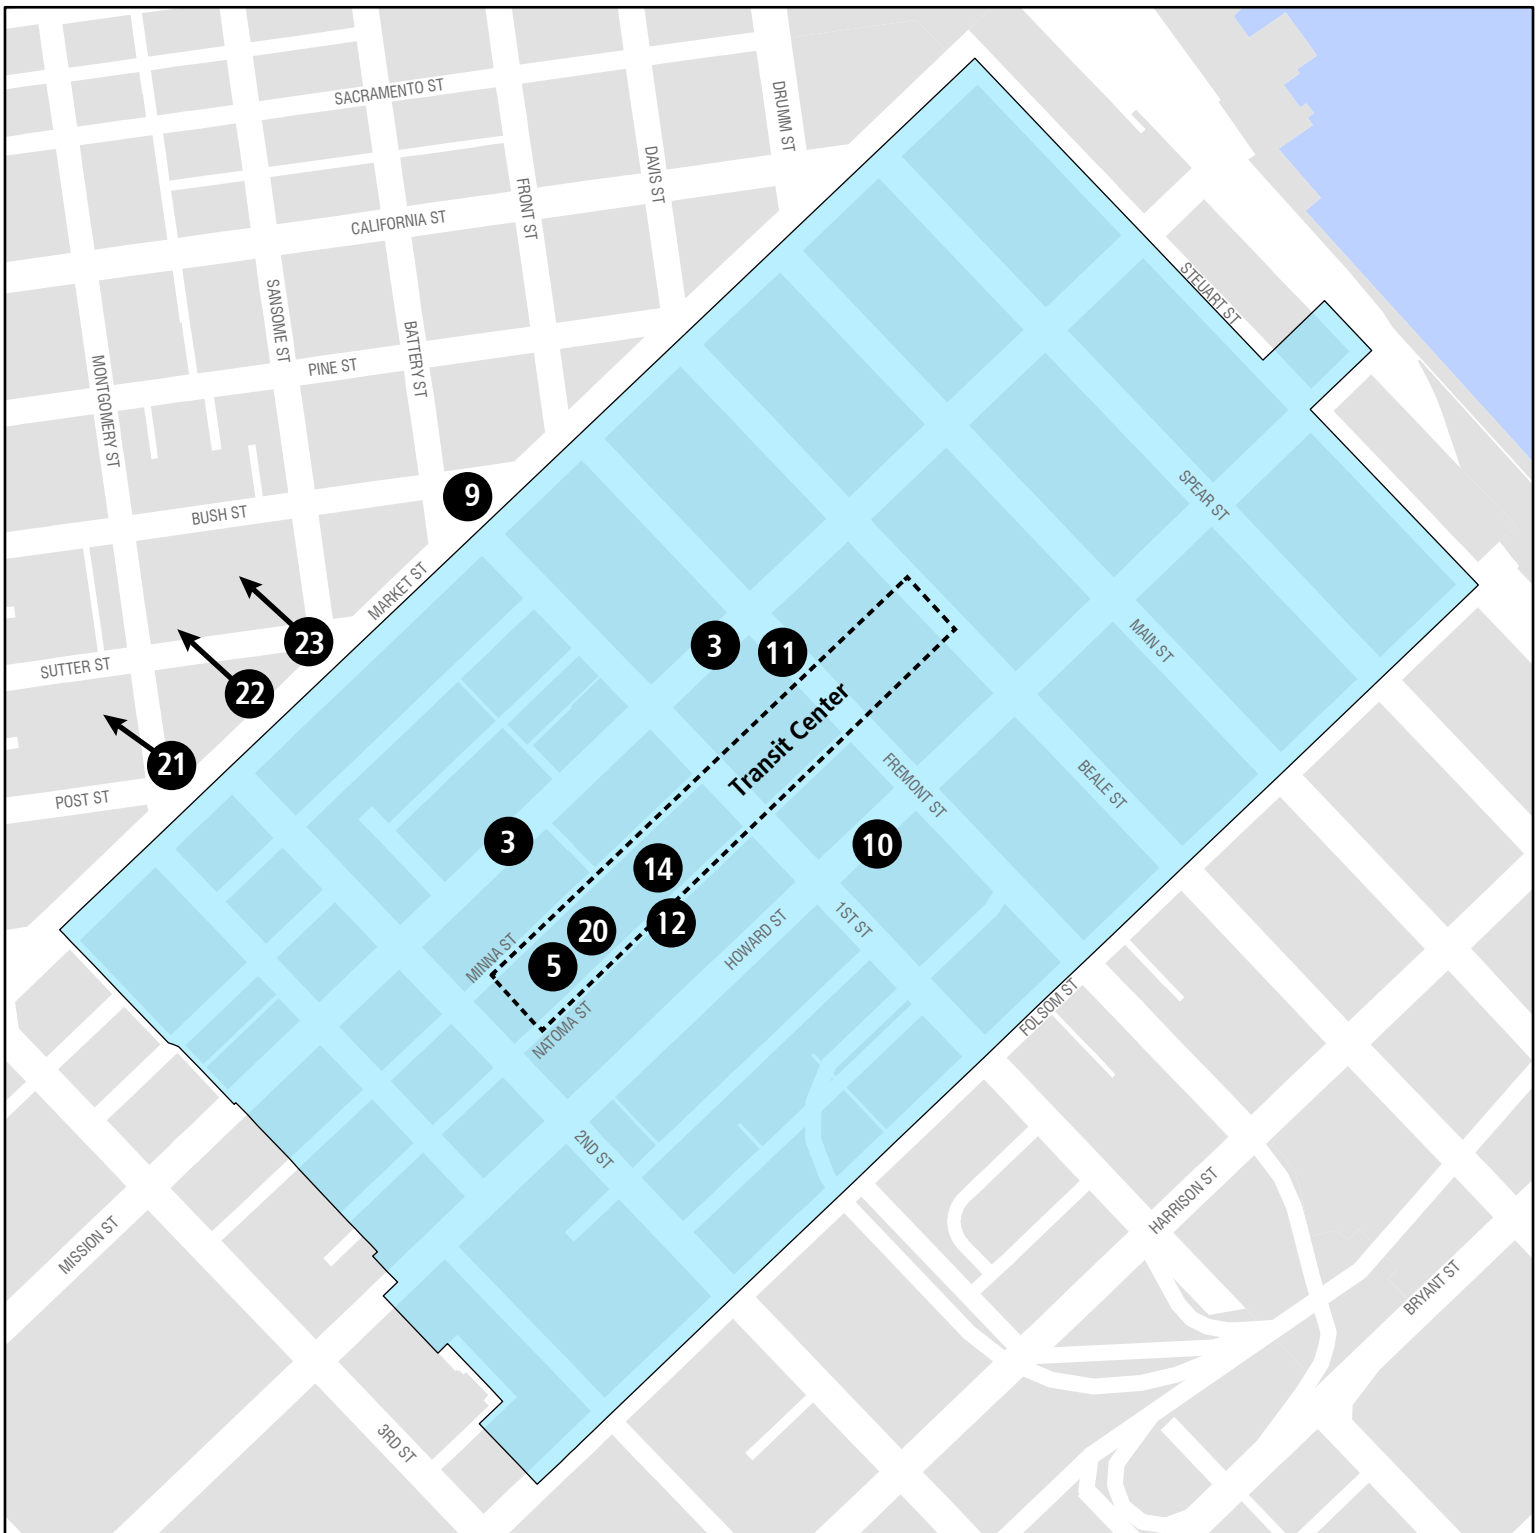 SACRAMENTO ST
DRUMM ST
DAVIS ST
FRONT ST
CALIFORNIA ST
STEUART ST
SANSOME ST
BATTERY ST
PINE ST
MONTGOMERY ST
9
SPEAR ST
BUSH ST
MARKET ST
23
3
11
MAIN ST
SUTTER ST
22
Transit Center
21
FREMONT ST
BEALE ST
POST ST
3
10
14
12
20
1ST ST
HOWARD ST
MINNA ST
5
NATOMA ST
FOLSOM ST
2ND ST
HARRISON ST
MISSION ST
BRYANT ST
3RD ST